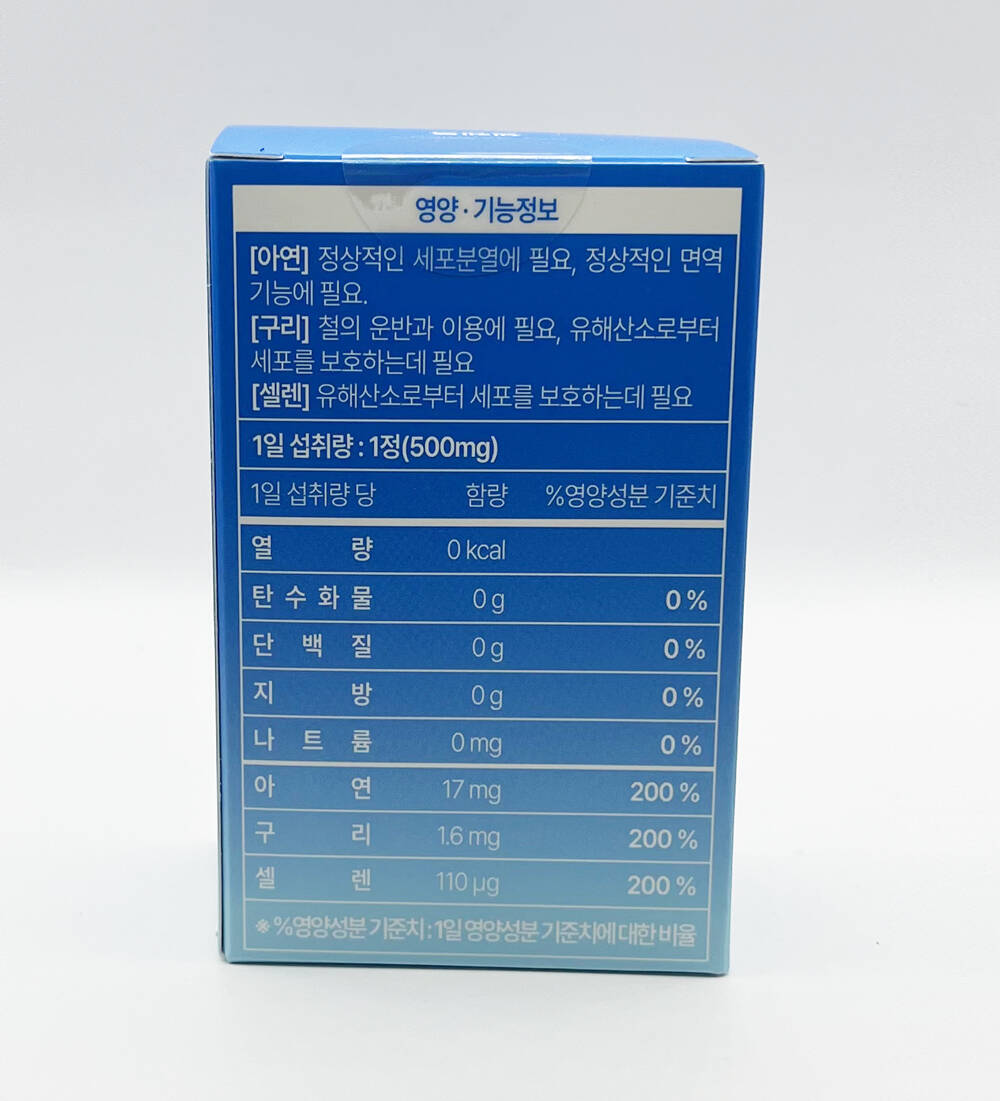 영양·기능정보
[아연] 정상적인 세포분열에 필요, 정상적인 면역
기능에 필요.
[구리] 철의 운반과 이용에 필요, 유해산소로부터
세포를 보호하는데 필요
[셀렌] 유해산소로부터 세포를 보호하는데 필요
1일 섭취량 : 1정(500mg)
1일 섭취량 당 함량 %영양성분 기준치
열 량 0 kcal
탄 수 화 물 0 g 0 %
단 백 질 0 g 0 %
지 방 0 g 0 %
나 트 륨 0 mg 0 %
아 연 17 mg 200 %
구 리 1.6 mg 200 %
셀 렌 110 µg 200 %
※ %영양성분 기준치 : 1일 영양성분 기준치에 대한 비율